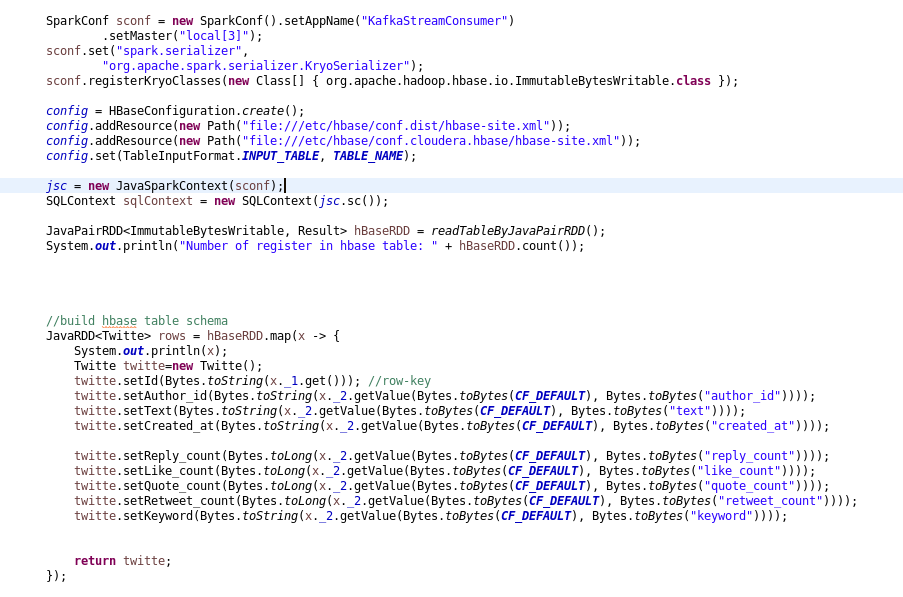 SparkConf sconf = new SparkConf().setAppName("KafkaStreamConsumer")
        .setMaster("local[3]");
sconf.set("spark.serializer",
        "org.apache.spark.serializer.KryoSerializer");
sconf.registerKryoClasses(new Class[] { org.apache.hadoop.hbase.io.ImmutableBytesWritable.class });
config = HBaseConfiguration.create();
config.addResource(new Path("file:///etc/hbase/conf.dist/hbase-site.xml"));
config.addResource(new Path("file:///etc/hbase/conf.cloudera.hbase/hbase-site.xml"));
config.set(TableInputFormat.INPUT_TABLE, TABLE_NAME);
jsc = new JavaSparkContext(sconf);
SQLContext sqlContext = new SQLContext(jsc.sc());
JavaPairRDD<ImmutableBytesWritable, Result> hBaseRDD = readTableByJavaPairRDD();
System.out.println("Number of register in hbase table: " + hBaseRDD.count());
//build hbase table schema
JavaRDD<Twitte> rows = hBaseRDD.map(x -> {
    System.out.println(x);
    Twitte twitte=new Twitte();
    twitte.setId(Bytes.toString(x._1.get())); //row-key
    twitte.setAuthor_id(Bytes.toString(x._2.getValue(Bytes.toBytes(CF_DEFAULT), Bytes.toBytes("author_id"))));
    twitte.setText(Bytes.toString(x._2.getValue(Bytes.toBytes(CF_DEFAULT), Bytes.toBytes("text"))));
    twitte.setCreated_at(Bytes.toString(x._2.getValue(Bytes.toBytes(CF_DEFAULT), Bytes.toBytes("created_at"))));
    twitte.setReply_count(Bytes.toLong(x._2.getValue(Bytes.toBytes(CF_DEFAULT), Bytes.toBytes("reply_count"))));
    twitte.setLike_count(Bytes.toLong(x._2.getValue(Bytes.toBytes(CF_DEFAULT), Bytes.toBytes("like_count"))));
    twitte.setQuote_count(Bytes.toLong(x._2.getValue(Bytes.toBytes(CF_DEFAULT), Bytes.toBytes("quote_count"))));
    twitte.setRetweet_count(Bytes.toLong(x._2.getValue(Bytes.toBytes(CF_DEFAULT), Bytes.toBytes("retweet_count"))));
    twitte.setKeyword(Bytes.toString(x._2.getValue(Bytes.toBytes(CF_DEFAULT), Bytes.toBytes("keyword"))));
    return twitte;
});